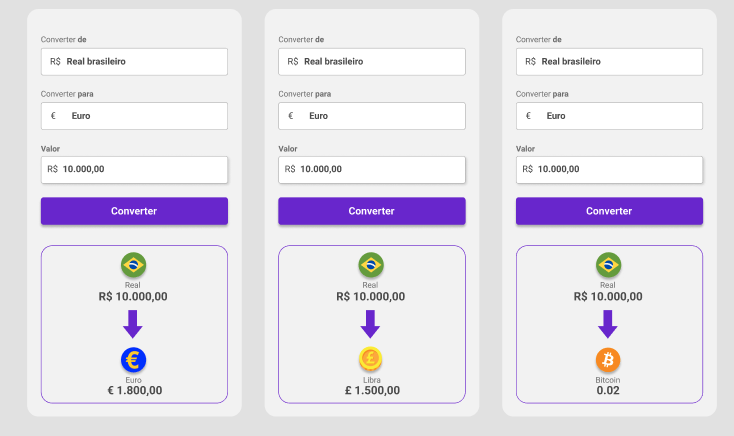 Converter de
R$ Real brasileiro
Converter para
€ Euro
Valor
R$ 10.000,00
Converter
Real
R$ 10.000,00
Euro
€ 1.800,00
Converter de
R$ Real brasileiro
Converter para
€ Euro
Valor
R$ 10.000,00
Converter
Real
R$ 10.000,00
Libra
£ 1.500,00
Converter de
R$ Real brasileiro
Converter para
€ Euro
Valor
R$ 10.000,00
Converter
Real
R$ 10.000,00
Bitcoin
0.02